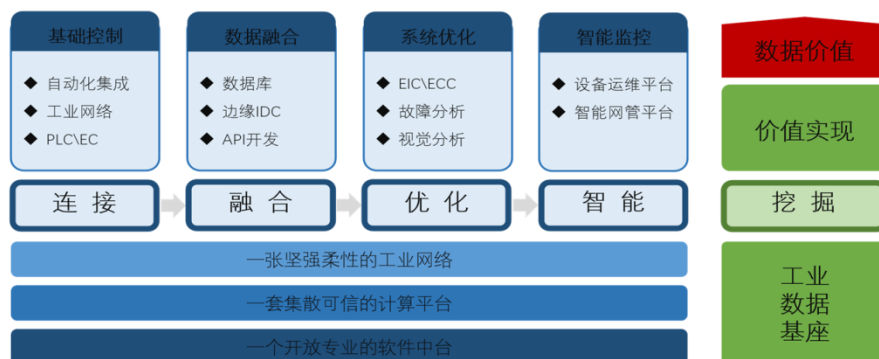 基础控制
◆ 自动化集成
◆ 工业网络
◆ PLC\EC
数据融合
◆ 数据库
◆ 边缘IDC
◆ API开发
系统优化
◆ EIC\ECC
◆ 故障分析
◆ 视觉分析
智能监控
◆ 设备运维平台
◆ 智能网管平台
连 接
融 合
优 化
智 能
一张坚强柔性的工业网络
一套集散可信的计算平台
一个开放专业的软件中台
数据价值
价值实现
挖 掘
工业
数据
基座